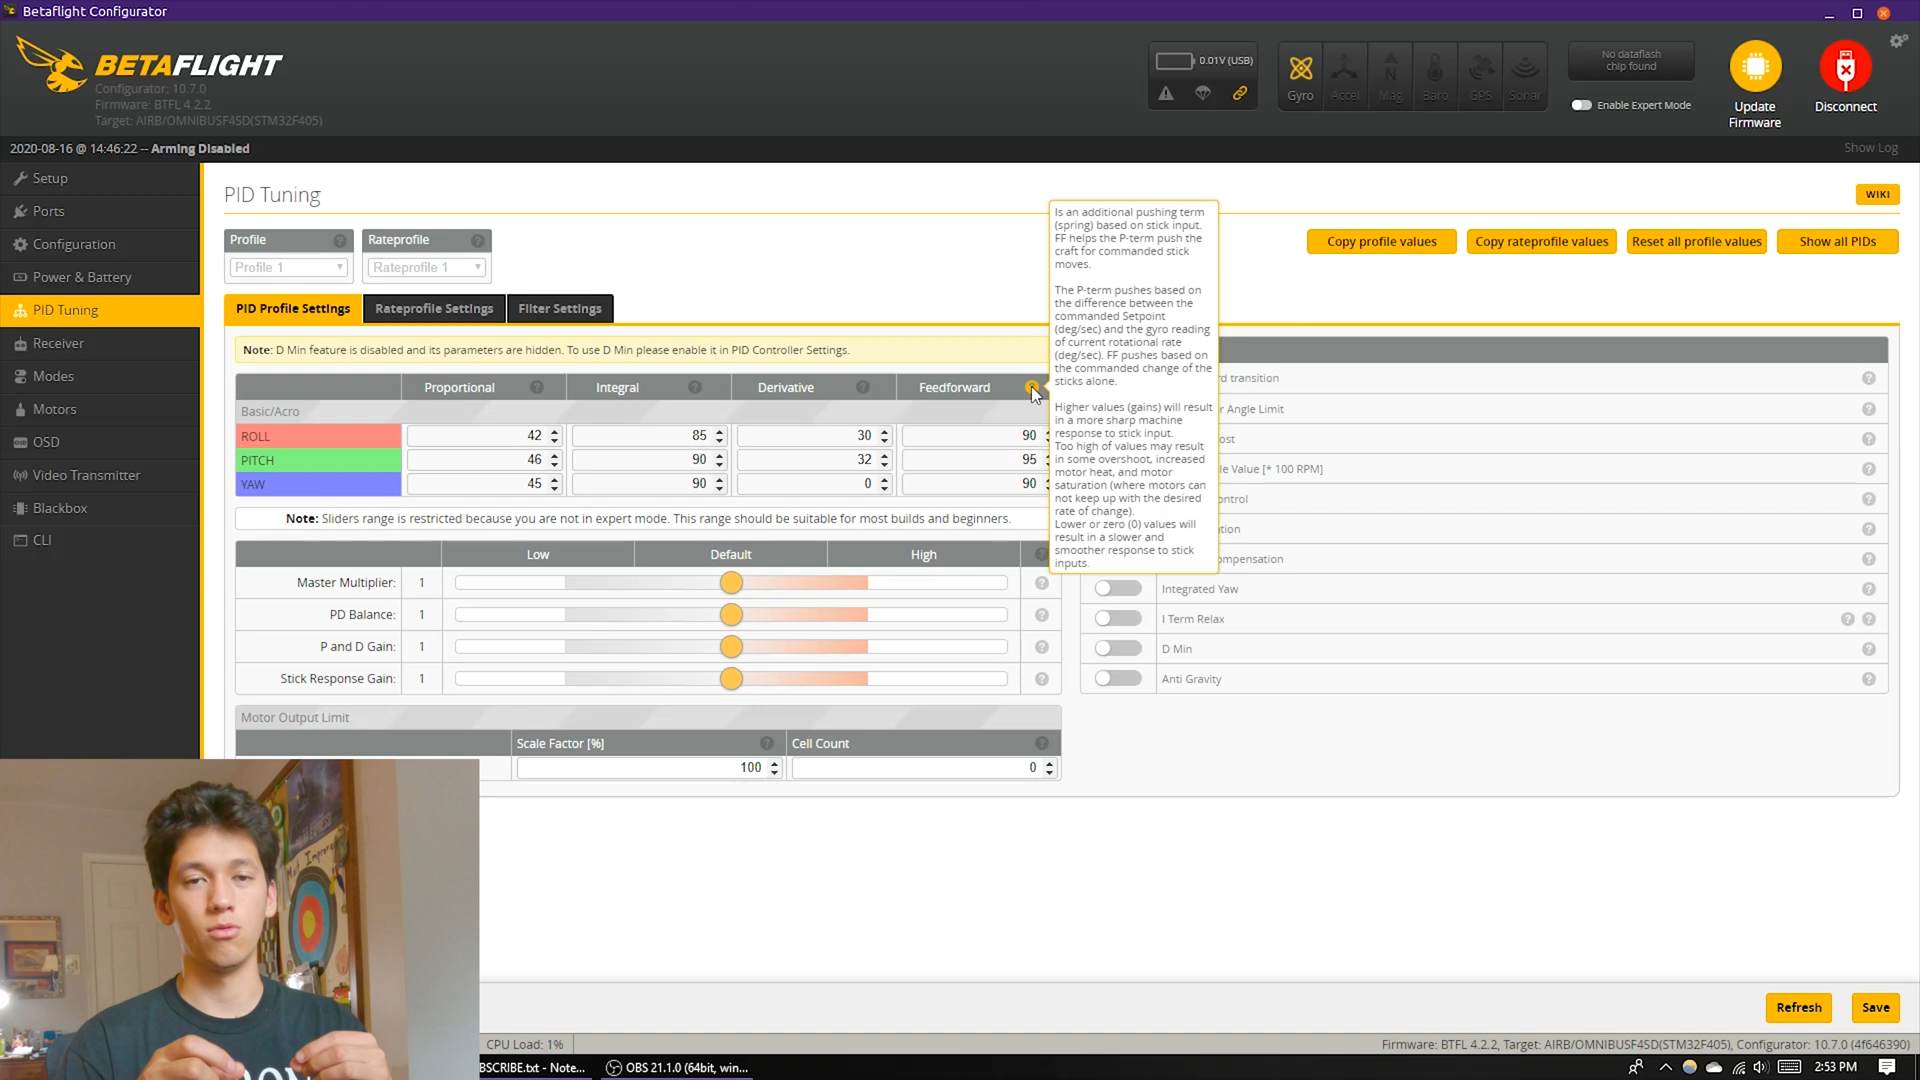 Betaflight Configurator
BETAFLIGHT
Configurator: 10.7.0
Firmware: BTFL 4.2.2
Target: AIRB/OMNIBUSF4SD(STM32F405)
0.01V (USB)
Gyro
Accel
Mag
Baro
GPS
Sonar
No dataflash
chip found
Enable Expert Mode
Update
Firmware
Disconnect
2020-08-16 @ 14:46:22 -- Arming Disabled
Show Log
Setup
Ports
Configuration
Power & Battery
PID Tuning
Receiver
Modes
Motors
OSD
Video Transmitter
Blackbox
CLI
PID Tuning
WIKI
Profile
Rateprofile
Profile 1
Rateprofile 1
Copy profile values
Copy rateprofile values
Reset all profile values
Show all PIDs
PID Profile Settings
Rateprofile Settings
Filter Settings
Note: D Min feature is disabled and its parameters are hidden. To use D Min please enable it in PID Controller Settings.
Proportional
Integral
Derivative
Feedforward
Basic/Acro
ROLL 42 85 30 90
PITCH 46 90 32 95
YAW 45 90 0 90
Note: Sliders range is restricted because you are not in expert mode. This range should be suitable for most builds and beginners.
Low
Default
High
Master Multiplier: 1
PD Balance: 1
P and D Gain: 1
Stick Response Gain: 1
Motor Output Limit
Scale Factor [%]
Cell Count
100
0
Is an additional pushing term
(spring) based on stick input.
FF helps the P-term push the
craft for commanded stick
moves.
The P-term pushes based on
the difference between the
commanded Setpoint
(deg/sec) and the gyro reading
of current rotational rate
(deg/sec). FF pushes based on
the commanded change of the
sticks alone.
Higher values (gains) will result
in a more sharp machine
response to stick input.
Too high of values may result
in some overshoot, increased
motor heat, and motor
saturation (where motors can
not keep up with the desired
rate of change).
Lower or zero (0) values will
result in a slower and
smoother response to stick
inputs.
d transition
r Angle Limit
ost
le Value [* 100 RPM]
ontrol
tion
ompensation
Integrated Yaw
I Term Relax
D Min
Anti Gravity
Refresh
Save
CPU Load: 1%
Firmware: BTFL 4.2.2, Target: AIRB/OMNIBUSF4SD(STM32F405), Configurator: 10.7.0 (4f646390)
BSCRIBE.txt - Note...
OBS 21.1.0 (64bit, win...
2:53 PM